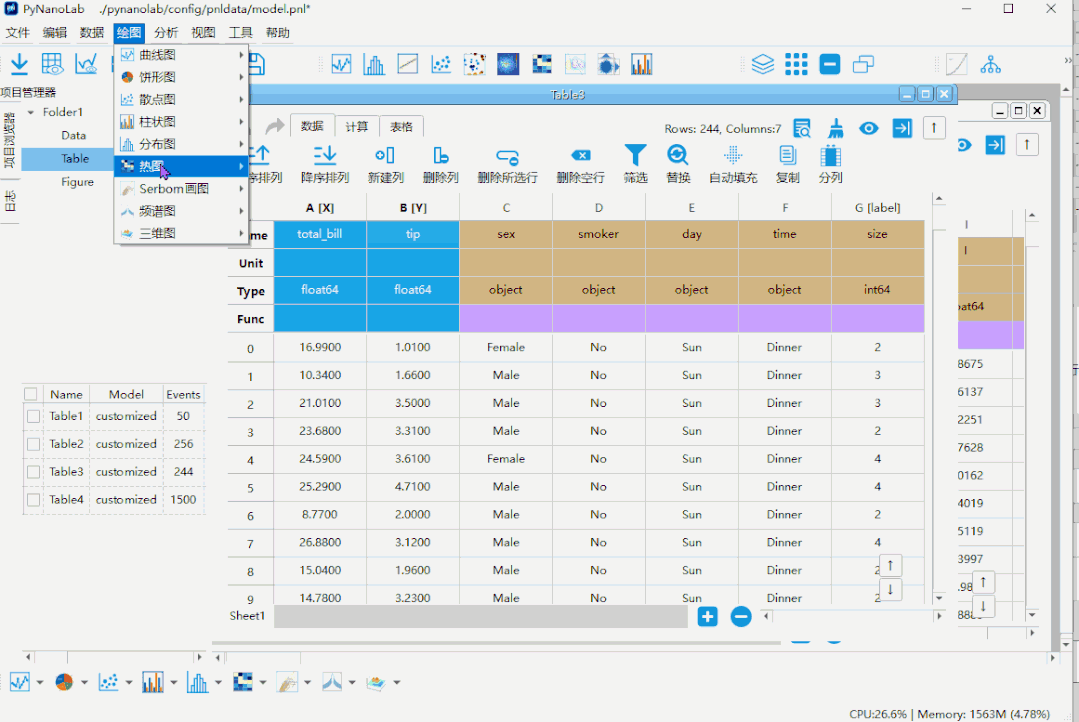 PyNanoLab ./pynanolab/config/pnldata/model.pnl*
文件 编辑 数据 绘图 分析 视图 工具 帮助
曲线图
饼形图
散点图
柱状图
分布图
热图
Serbom画图
频谱图
三维图
项目管理器
项目浏览器
日志
Folder1
Data
Table
Figure
Table3
数据 计算 表格
Rows: 244, Columns:7
序排列 降序排列 新建列 删除列 删除所选行 删除空行 筛选 替换 自动填充 复制 分列
A [X] B [Y] C D E F G [label]
me total_bill tip sex smoker day time size
Unit
Type float64 float64 object object object object int64
Func
0 16.9900 1.0100 Female No Sun Dinner 2
1 10.3400 1.6600 Male No Sun Dinner 3
2 21.0100 3.5000 Male No Sun Dinner 3
3 23.6800 3.3100 Male No Sun Dinner 2
4 24.5900 3.6100 Female No Sun Dinner 4
5 25.2900 4.7100 Male No Sun Dinner 4
6 8.7700 2.0000 Male No Sun Dinner 2
7 26.8800 3.1200 Male No Sun Dinner 4
8 15.0400 1.9600 Male No Sun Dinner 2
9 14.7800 3.2300 Male No Sun Dinner 2
Sheet1
I
I
oat64
8675
6137
2251
7628
0162
4019
5119
3997
Name Model Events
Table1 customized 50
Table2 customized 256
Table3 customized 244
Table4 customized 1500
CPU:26.6% | Memory: 1563M (4.78%)